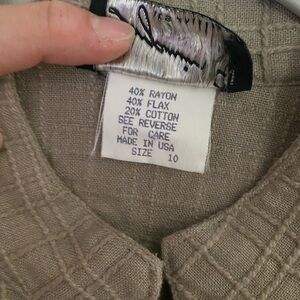 40% RAYON
40% FLAX
20% COTTON
SEE REVERSE
FOR CARE
MADE IN USA
SIZE 10